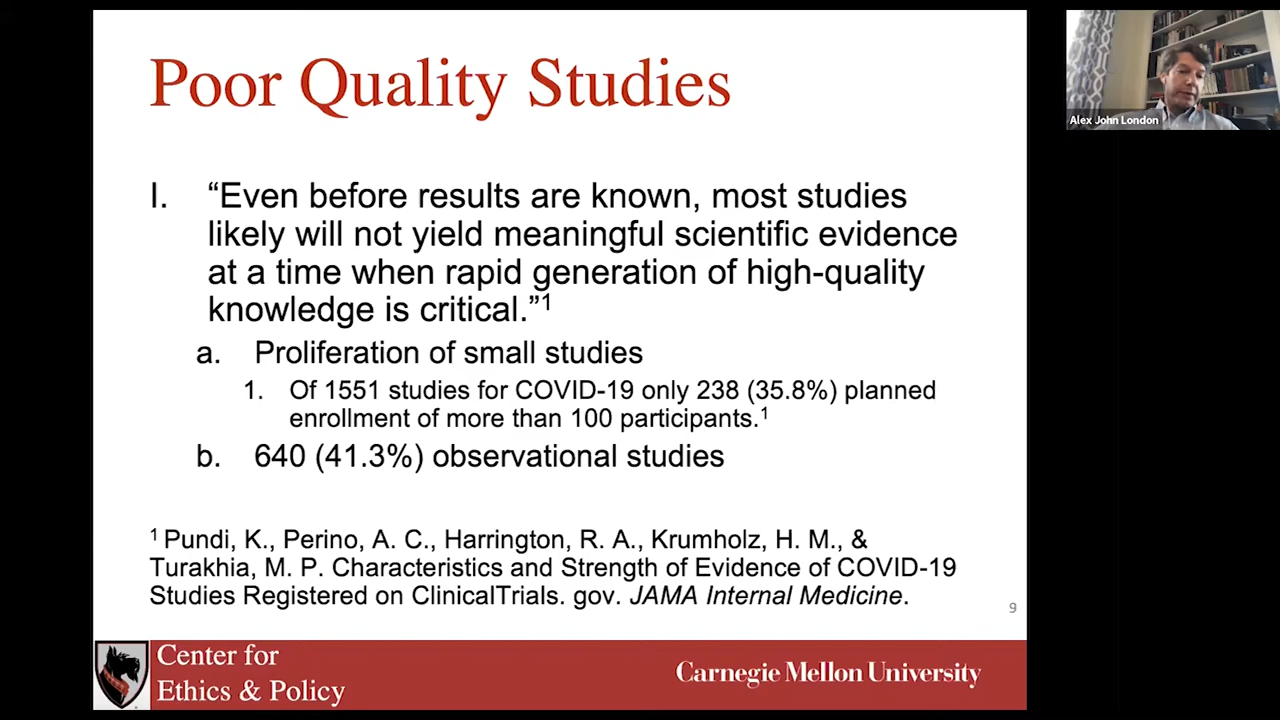 Poor Quality Studies
Alex John London
I. “Even before results are known, most studies
likely will not yield meaningful scientific evidence
at a time when rapid generation of high-quality
knowledge is critical.”1
a. Proliferation of small studies
1. Of 1551 studies for COVID-19 only 238 (35.8%) planned
enrollment of more than 100 participants.1
b. 640 (41.3%) observational studies
1 Pundi, K., Perino, A. C., Harrington, R. A., Krumholz, H. M., &
Turakhia, M. P. Characteristics and Strength of Evidence of COVID-19
Studies Registered on ClinicalTrials. gov. JAMA Internal Medicine.
9
Center for
Ethics & Policy
Carnegie Mellon University